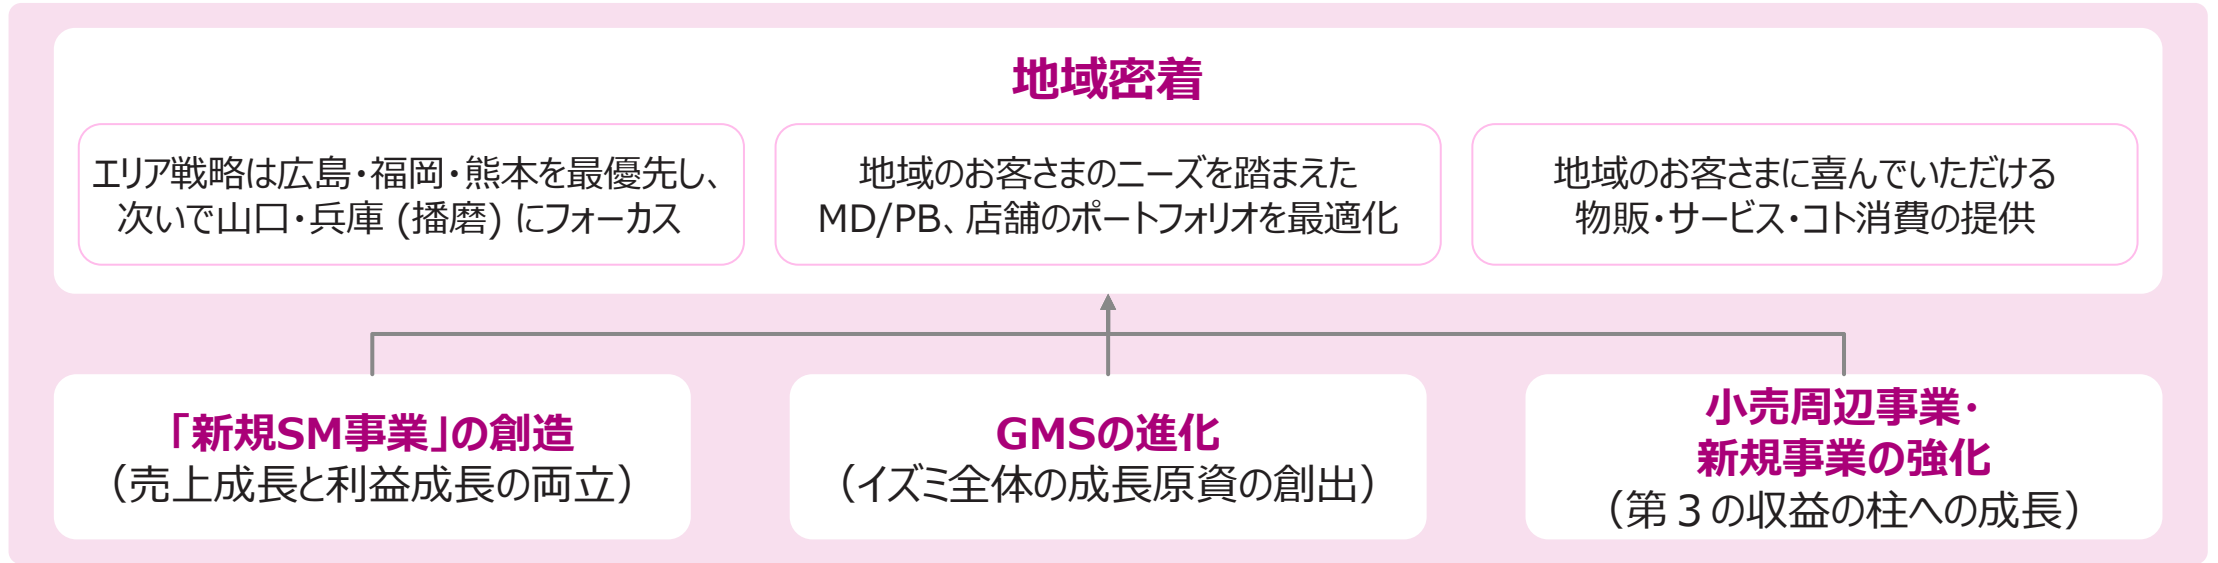 地域密着
エリア戦略は広島・福岡・熊本を最優先し、
次いで山口・兵庫 (播磨) にフォーカス
地域のお客さまのニーズを踏まえた
MD/PB、店舗のポートフォリオを最適化
地域のお客さまに喜んでいただける
物販・サービス・コト消費の提供
「新規SM事業」の創造
（売上成長と利益成長の両立）
GMSの進化
（イズミ全体の成長原資の創出）
小売周辺事業・
新規事業の強化
（第３の収益の柱への成長）